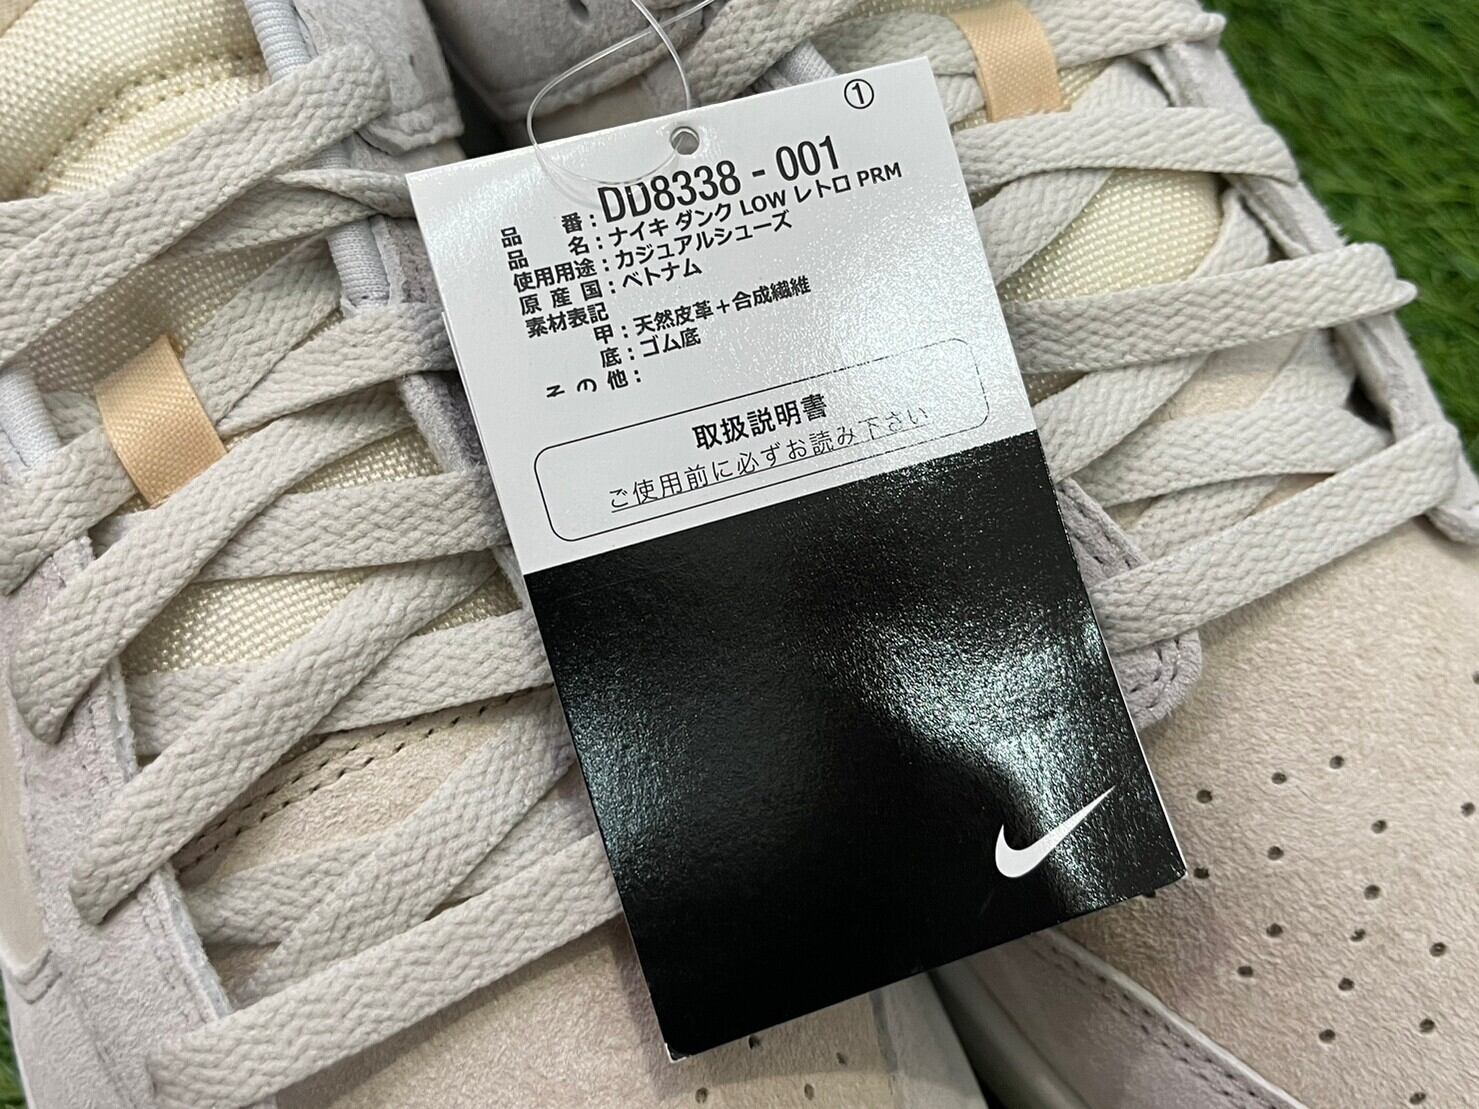 ①
品番：DD8338-001
品名：ナイキ ダンク LOW レトロ PRM
使用用途：カジュアルシューズ
原産国：ベトナム
素材表記
甲：天然皮革＋合成繊維
底：ゴム底
その他：
取扱説明書
ご使用前に必ずお読み下さい